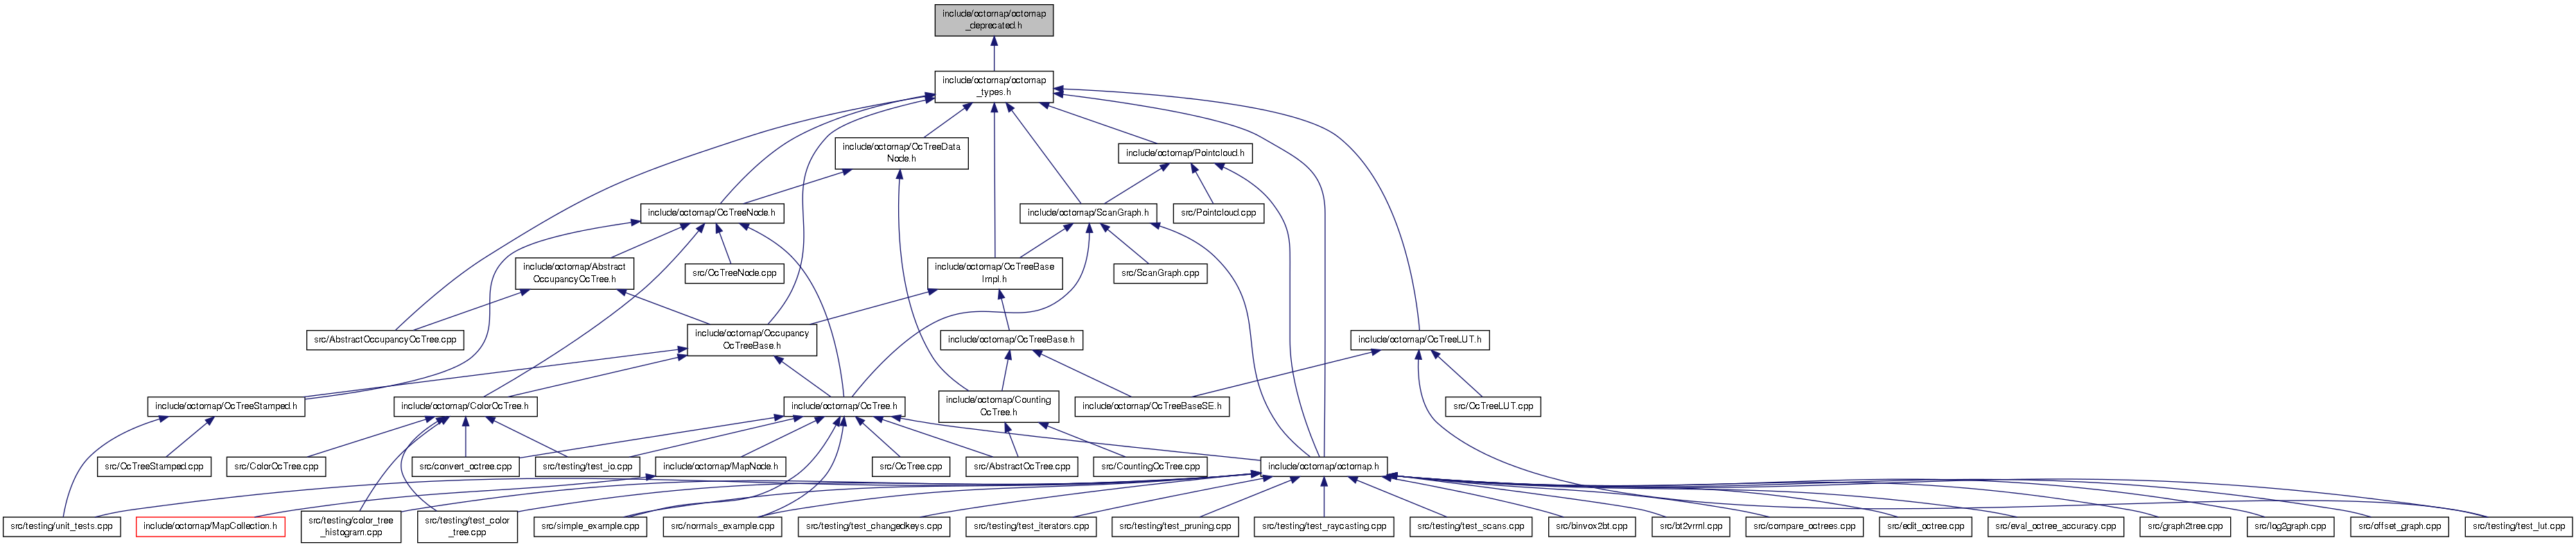 include/octomap/octomap
_deprecated.h
include/octomap/octomap
_types.h
include/octomap/OcTreeData
Node.h
include/octomap/Pointcloud.h
include/octomap/OcTreeNode.h
include/octomap/ScanGraph.h
src/Pointcloud.cpp
include/octomap/Abstract
OccupancyOcTree.h
src/OcTreeNode.cpp
include/octomap/OcTreeBase
Impl.h
src/ScanGraph.cpp
src/AbstractOccupancyOcTree.cpp
include/octomap/Occupancy
OcTreeBase.h
include/octomap/OcTreeBase.h
include/octomap/OcTreeLUT.h
include/octomap/OcTreeStamped.h
include/octomap/ColorOcTree.h
include/octomap/OcTree.h
include/octomap/Counting
OcTree.h
include/octomap/OcTreeBaseSE.h
src/OcTreeLUT.cpp
src/OcTreeStamped.cpp
src/ColorOcTree.cpp
src/convert_octree.cpp
src/testing/test_io.cpp
include/octomap/MapNode.h
src/OcTree.cpp
src/AbstractOcTree.cpp
src/CountingOcTree.cpp
include/octomap/octomap.h
src/testing/unit_tests.cpp
include/octomap/MapCollection.h
src/testing/color_tree
_histogram.cpp
src/testing/test_color
_tree.cpp
src/simple_example.cpp
src/normals_example.cpp
src/testing/test_changedkeys.cpp
src/testing/test_iterators.cpp
src/testing/test_pruning.cpp
src/testing/test_raycasting.cpp
src/testing/test_scans.cpp
src/binvox2bt.cpp
src/bt2vrml.cpp
src/compare_octrees.cpp
src/edit_octree.cpp
src/eval_octree_accuracy.cpp
src/graph2tree.cpp
src/log2graph.cpp
src/offset_graph.cpp
src/testing/test_lut.cpp